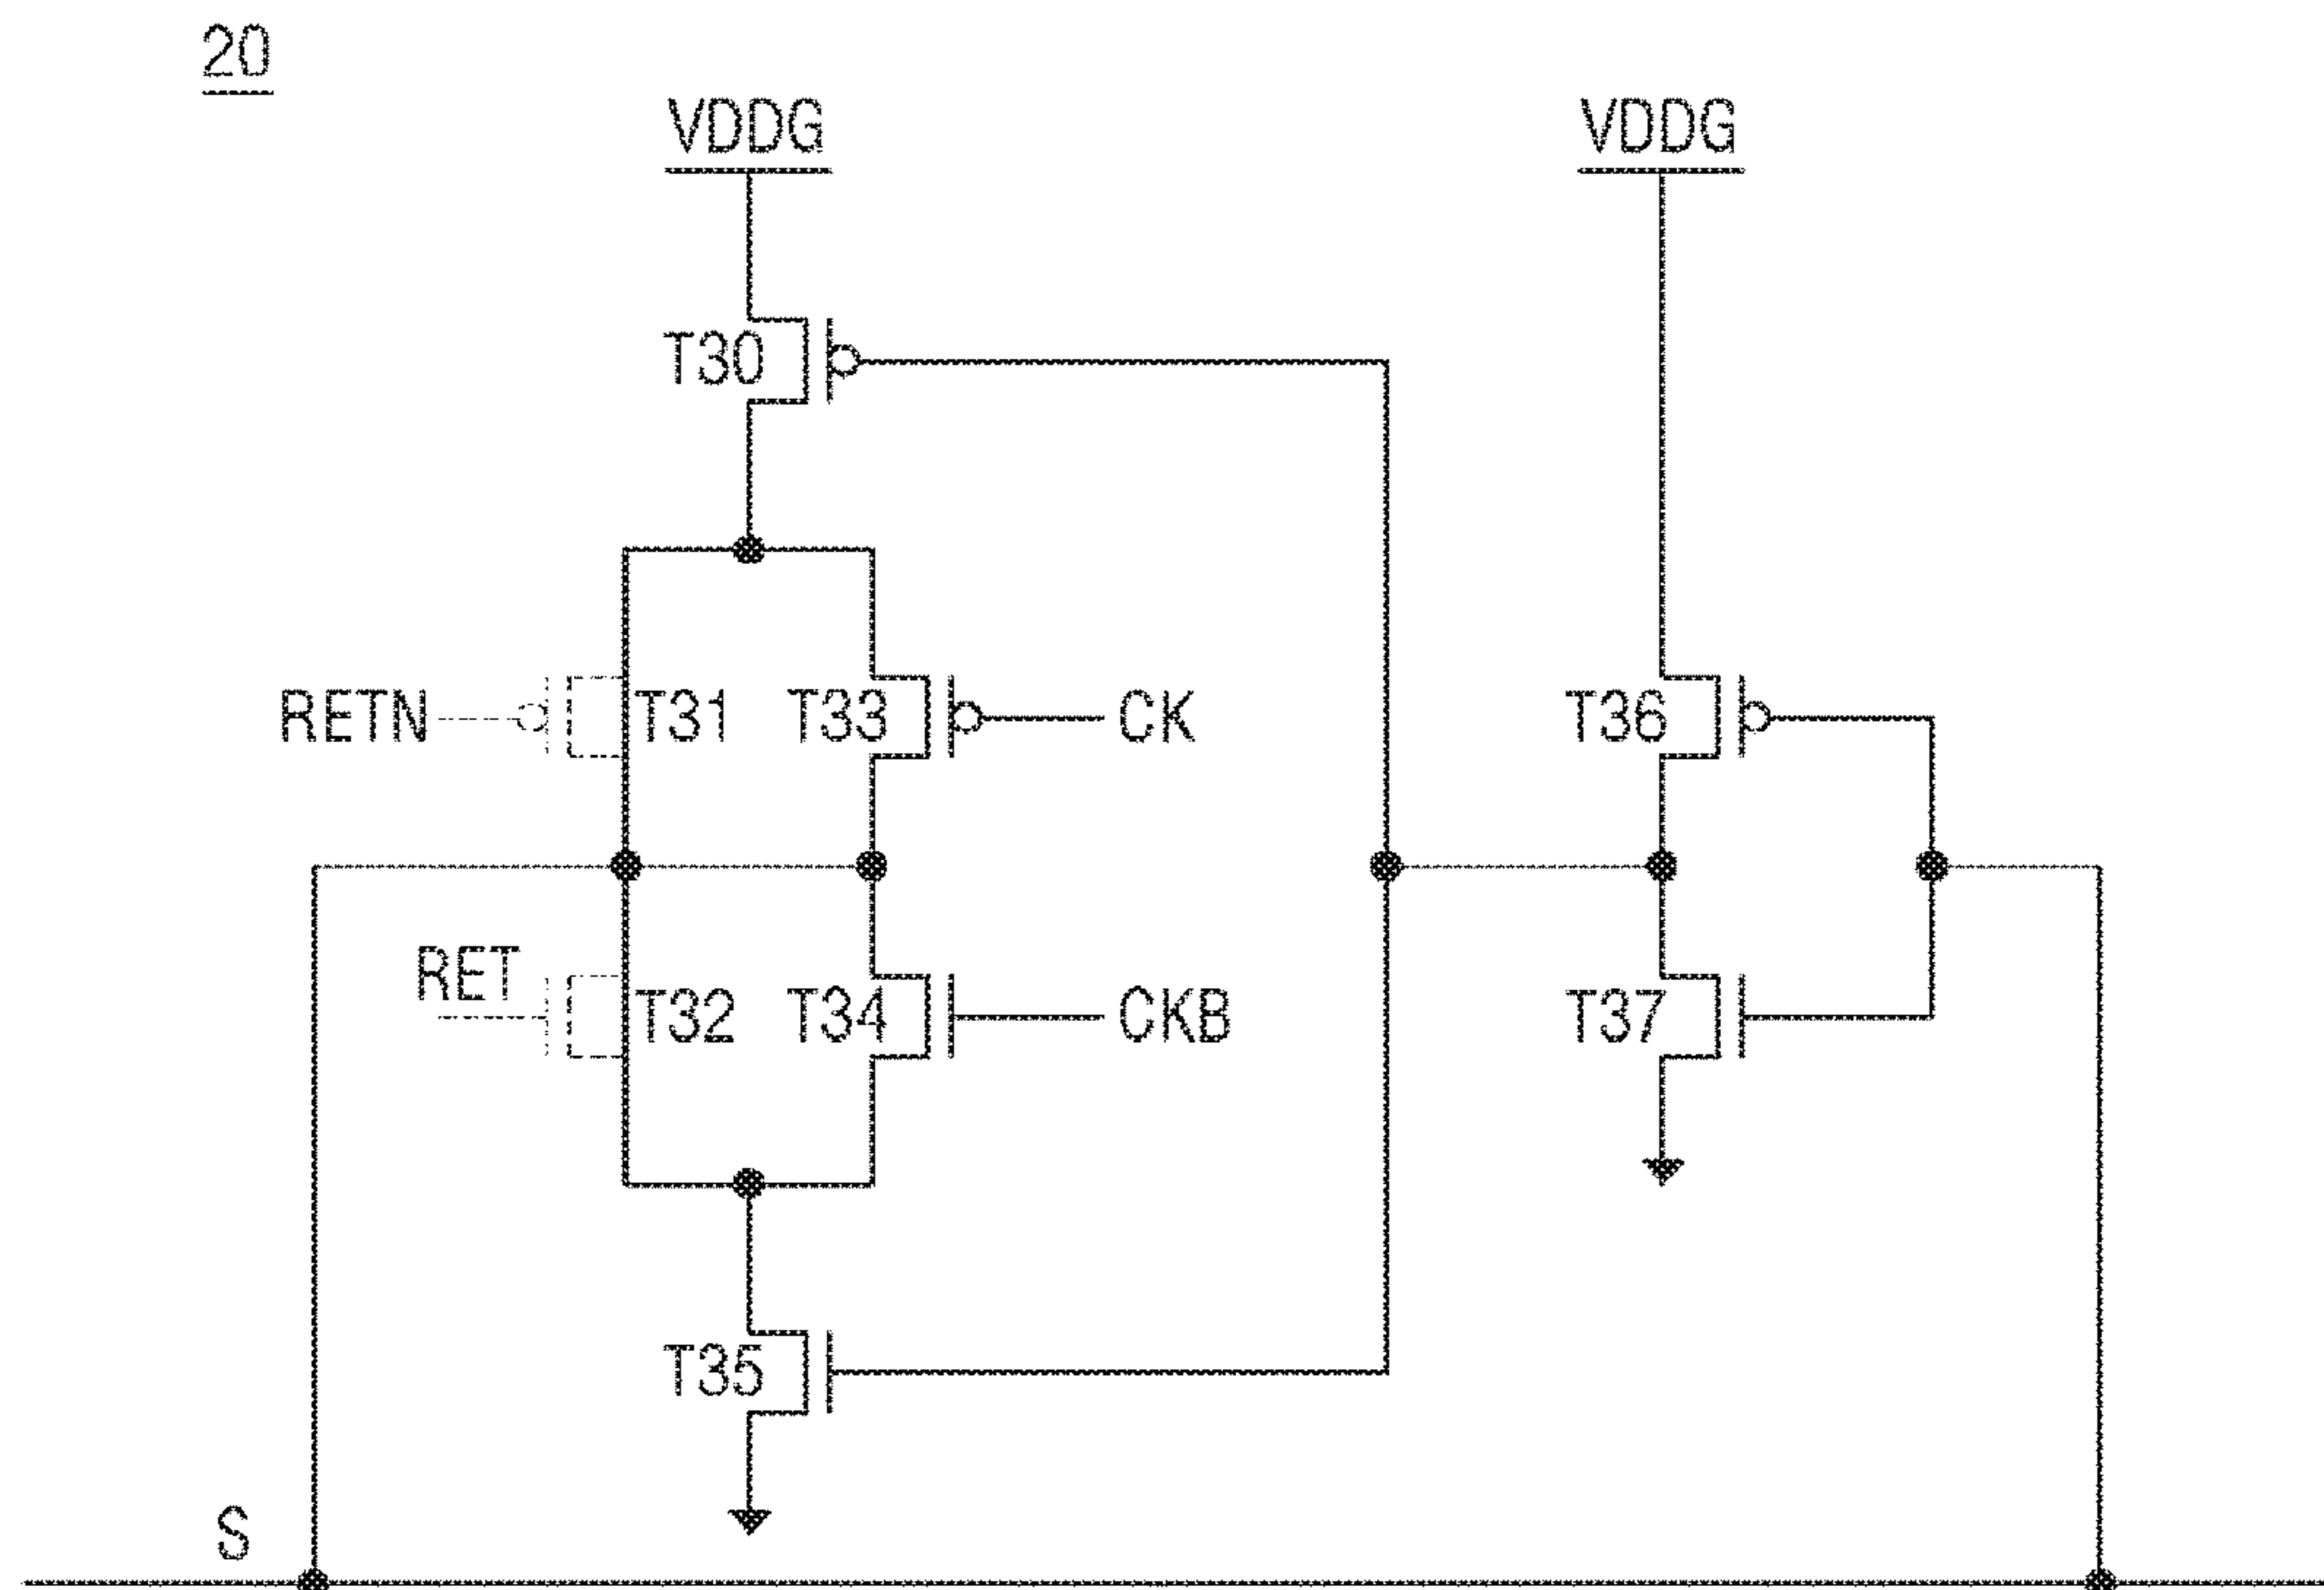 20
VDDG
VDDG
T30
RETN
T31
T33
CK
T36
RET
T32
T34
CKB
T37
T35
S